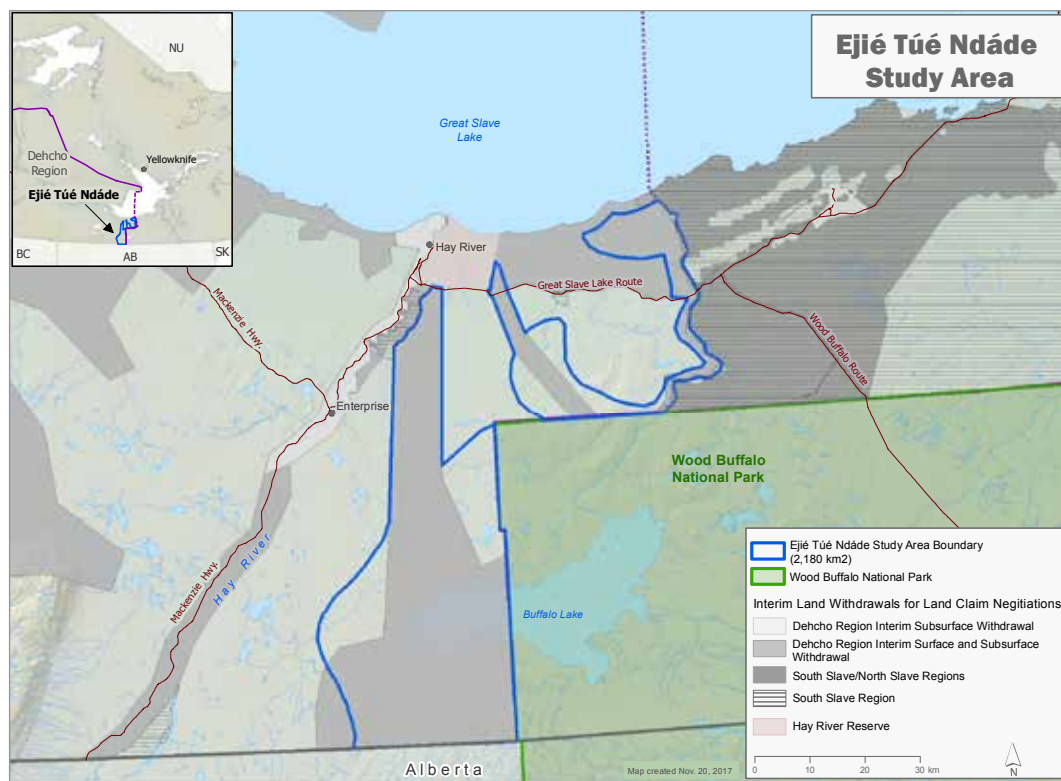 Ejié Túé Ndáde
Study Area
NU
Dehcho
Region
Yellowknife
Ejié Túé Ndáde
BC
AB
SK
Great Slave
Lake
Hay River
Great Slave Lake Route
Mackenzie Hwy.
Wood Buffalo Route
Enterprise
Wood Buffalo
National Park
Hay River
Mackenzie Hwy.
Buffalo Lake
Alberta
Map created Nov. 20, 2017
Ejié Túé Ndáde Study Area Boundary
(2,180 km2)
Wood Buffalo National Park
Interim Land Withdrawals for Land Claim Negitiations
Dehcho Region Interim Subsurface Withdrawal
Dehcho Region Interim Surface and Subsurface
Withdrawal
South Slave/North Slave Regions
South Slave Region
Hay River Reserve
0 10 20 30 km
N